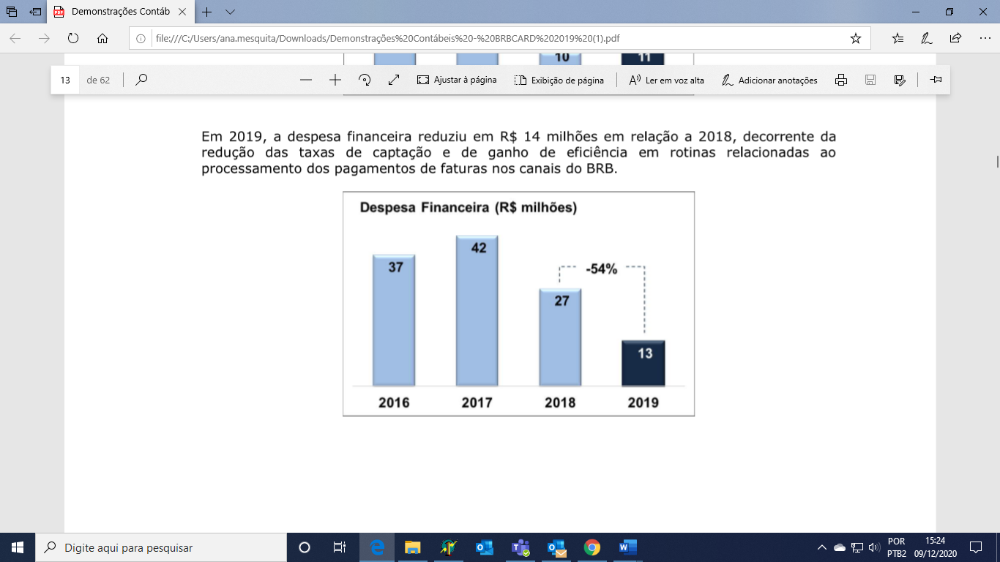 Demonstrações Contáb
file:///C:/Users/ana.mesquita/Downloads/Demonstrações%20Contábeis%20-%20BRBCARD%202019%20(1).pdf
10 11
13 de 62 Ajustar à página Exibição de página Ler em voz alta Adicionar anotações
Em 2019, a despesa financeira reduziu em R$ 14 milhões em relação a 2018, decorrente da
redução das taxas de captação e de ganho de eficiência em rotinas relacionadas ao
processamento dos pagamentos de faturas nos canais do BRB.
Despesa Financeira (R$ milhões)
42
37
-54%
27
13
2016 2017 2018 2019
Digite aqui para pesquisar
POR
PTB2
15:24
09/12/2020